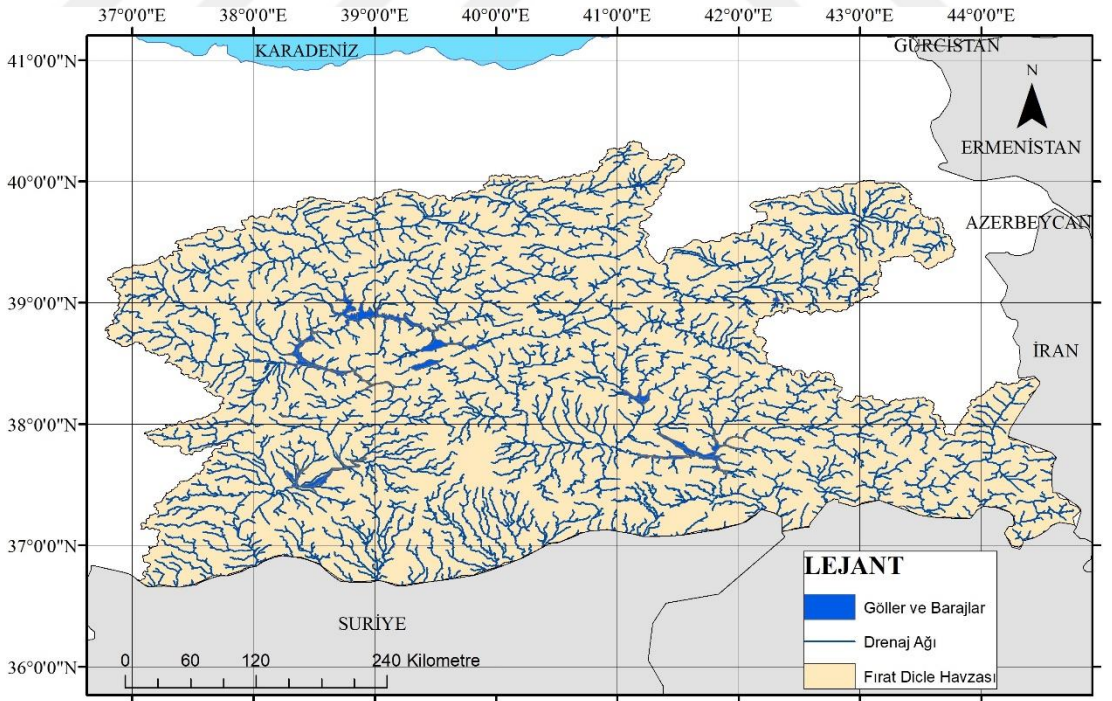 37°0'0"E 38°0'0"E 39°0'0"E 40°0'0"E 41°0'0"E 42°0'0"E 43°0'0"E 44°0'0"E
GÜRCİSTAN
KARADENİZ
41°0'0"N
N
ERMENİSTAN
40°0'0"N
AZERBEYCAN
39°0'0"N
İRAN
38°0'0"N
37°0'0"N
LEJANT
Göller ve Barajlar
SURİYE
Drenaj Ağı
0 60 120 240 Kilometre
36°0'0"N
Fırat Dicle Havzası